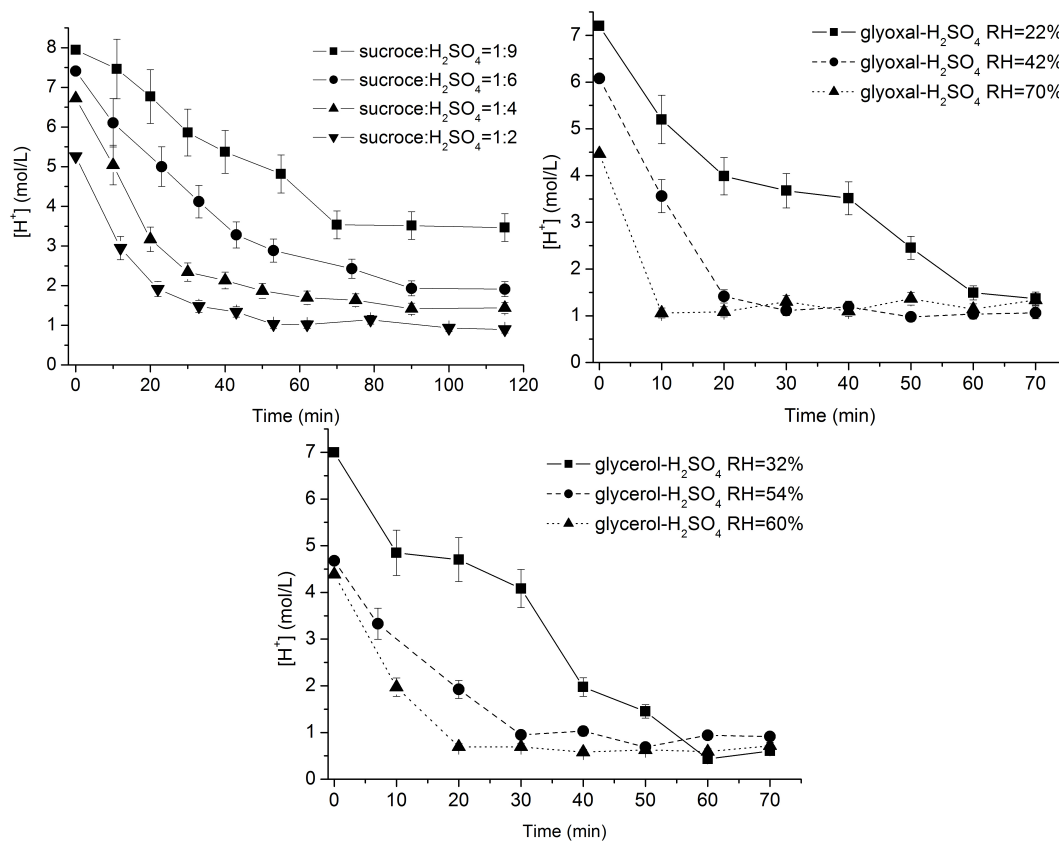 9
8
7
6
5
4
3
2
1
0
[H⁺] (mol/L)
sucroce:H₂SO₄=1:9
sucroce:H₂SO₄=1:6
sucroce:H₂SO₄=1:4
sucroce:H₂SO₄=1:2
0 20 40 60 80 100 120
Time (min)
7
6
5
4
3
2
1
0
[H⁺] (mol/L)
glyoxal-H₂SO₄ RH=22%
glyoxal-H₂SO₄ RH=42%
glyoxal-H₂SO₄ RH=70%
0 10 20 30 40 50 60 70
Time (min)
7
6
5
4
3
2
1
0
[H⁺] (mol/L)
glycerol-H₂SO₄ RH=32%
glycerol-H₂SO₄ RH=54%
glycerol-H₂SO₄ RH=60%
0 10 20 30 40 50 60 70
Time (min)